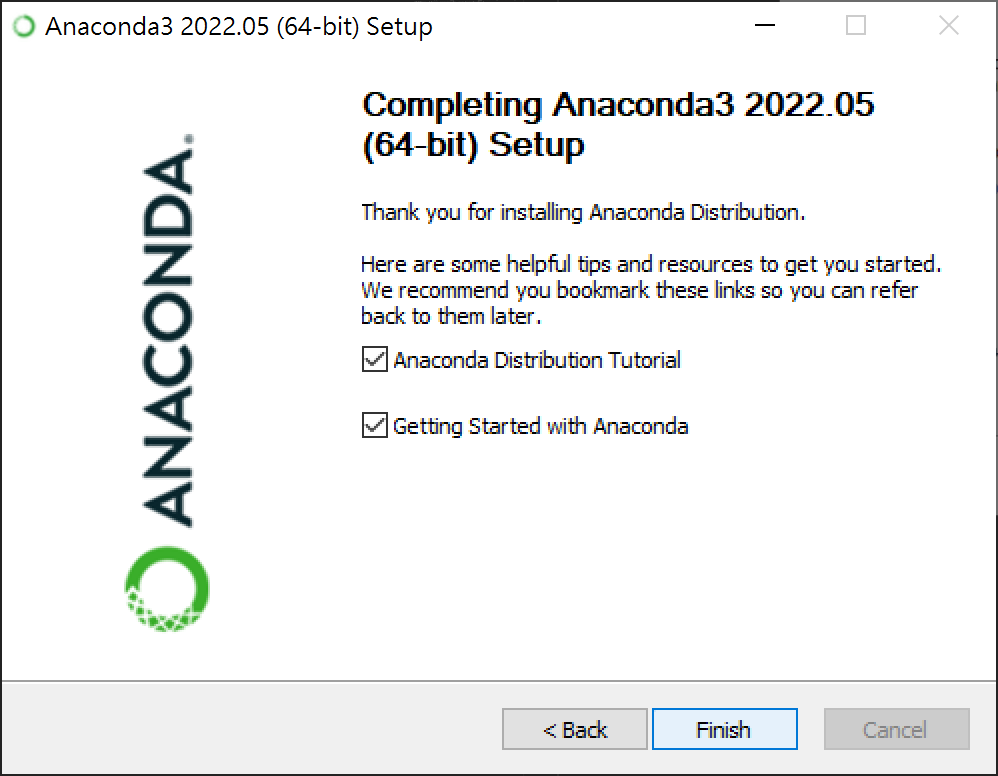 Anaconda3 2022.05 (64-bit) Setup
ANACONDA.
Completing Anaconda3 2022.05
(64-bit) Setup
Thank you for installing Anaconda Distribution.
Here are some helpful tips and resources to get you started.
We recommend you bookmark these links so you can refer
back to them later.
Anaconda Distribution Tutorial
Getting Started with Anaconda
< Back
Finish
Cancel